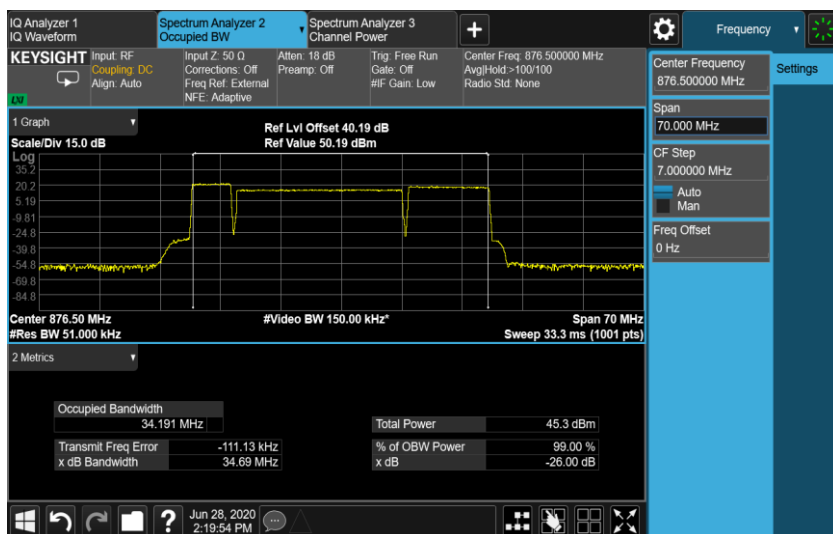 IQ Analyzer 1
IQ Waveform
Spectrum Analyzer 2
Occupied BW
Spectrum Analyzer 3
Channel Power
Frequency
KEYSIGHT
LXI
Input: RF
Coupling: DC
Align: Auto
Input Z: 50 Ω
Corrections: Off
Freq Ref: External
NFE: Adaptive
Atten: 18 dB
Preamp: Off
Trig: Free Run
Gate: Off
#IF Gain: Low
Center Freq: 876.500000 MHz
Avg|Hold:>100/100
Radio Std: None
Center Frequency
876.500000 MHz
Settings
Span
70.000 MHz
CF Step
7.000000 MHz
Auto
Man
Freq Offset
0 Hz
1 Graph
Scale/Div 15.0 dB
Ref Lvl Offset 40.19 dB
Ref Value 50.19 dBm
Log
35.2
20.2
5.19
-9.81
-24.8
-39.8
-54.8
-69.8
-84.8
Center 876.50 MHz
#Res BW 51.000 kHz
#Video BW 150.00 kHz*
Span 70 MHz
Sweep 33.3 ms (1001 pts)
2 Metrics
Occupied Bandwidth
34.191 MHz
Total Power 45.3 dBm
Transmit Freq Error -111.13 kHz
% of OBW Power 99.00 %
x dB Bandwidth 34.69 MHz
x dB -26.00 dB
?
Jun 28, 2020
2:19:54 PM